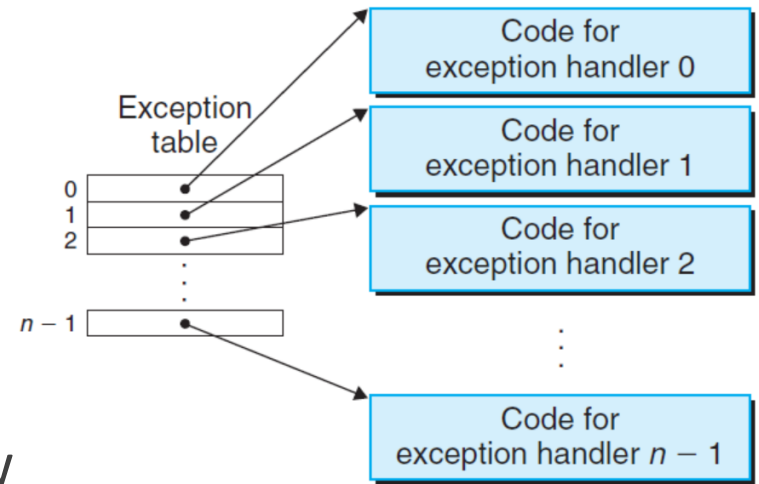 Code for
exception handler 0
Exception
table
Code for
exception handler 1
0
1
2
Code for
exception handler 2
n – 1
Code for
exception handler n – 1